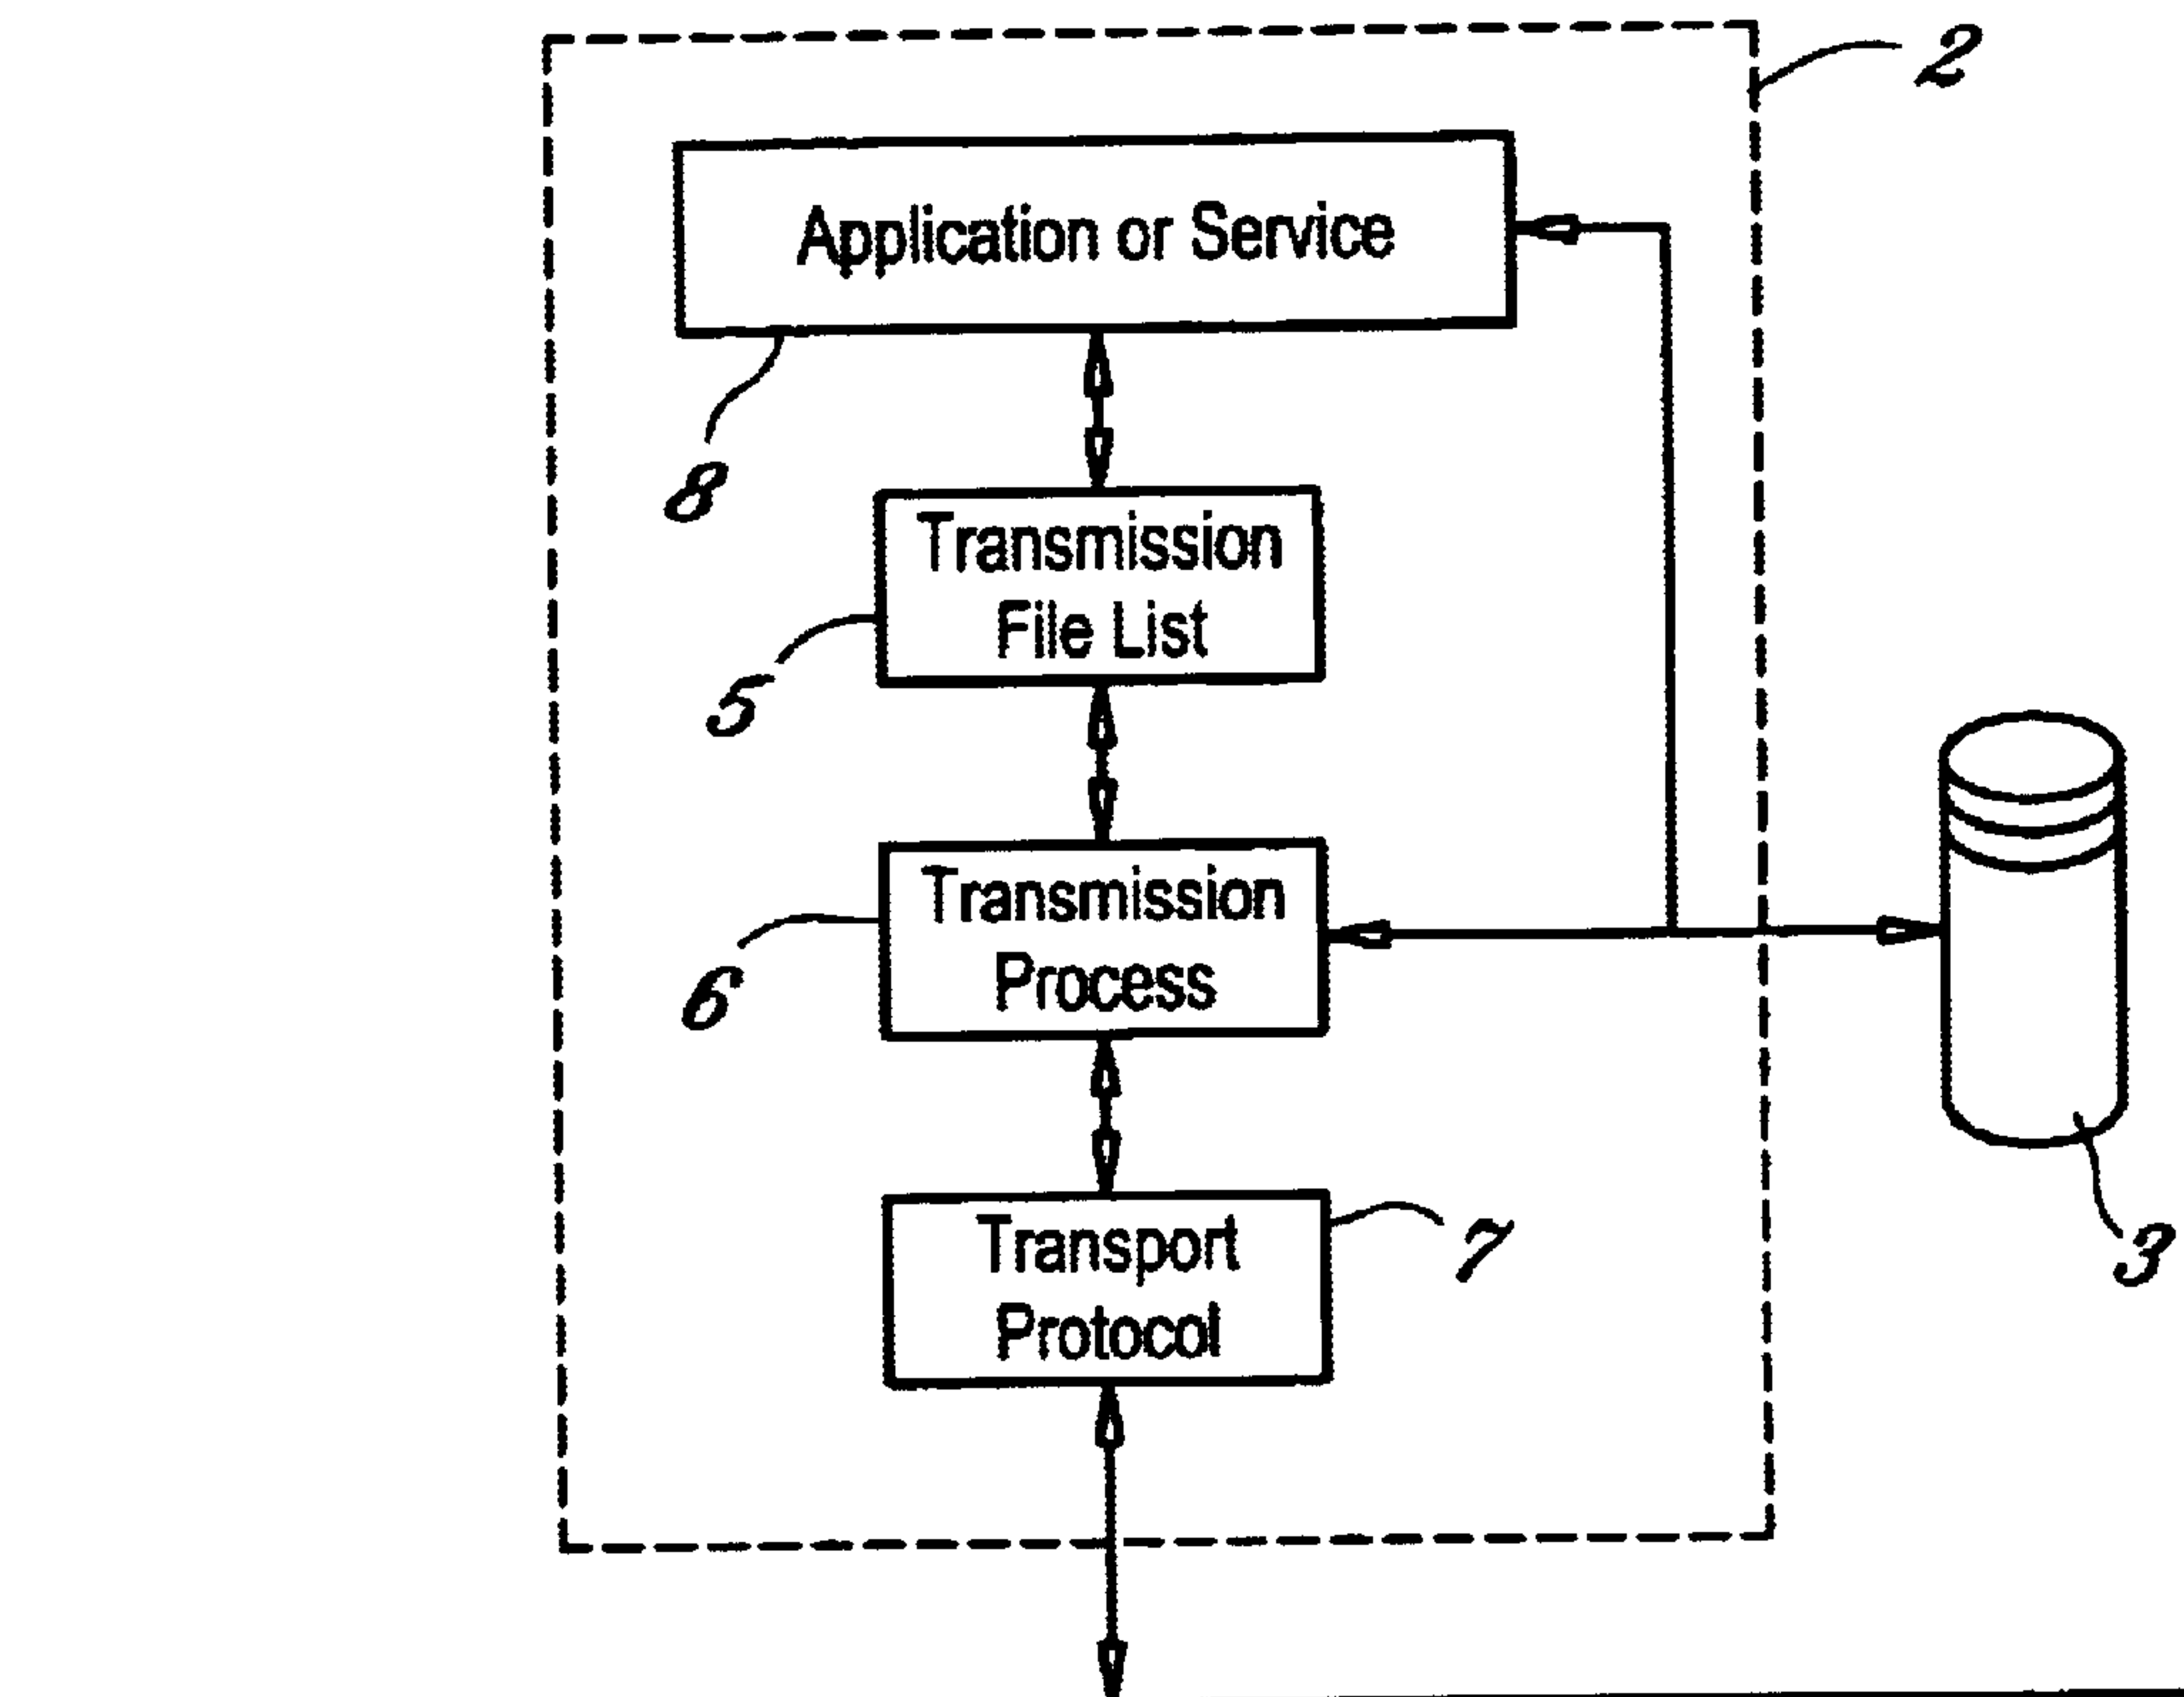 2
Application or Service
8
Transmission
File List
5
Transmission
Process
6
Transport
Protocol
7
3